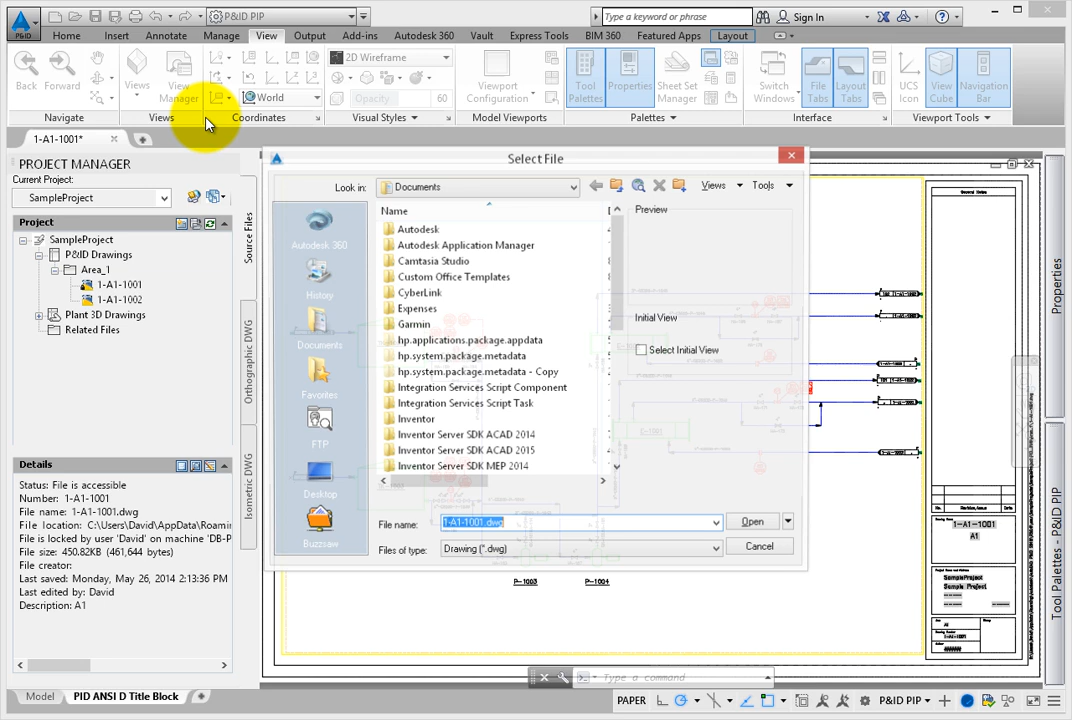 P&ID PIP
Type a keyword or phrase
Sign In
P&ID
Home Insert Annotate Manage View Output Add-ins Autodesk 360 Vault Express Tools BIM 360 Featured Apps Layout
Back Forward Views View Manager World
2D Wireframe
Opacity 60
Viewport Configuration
Tool Palettes Properties Sheet Set Manager
Switch Windows File Tabs Layout Tabs
UCS Icon View Cube Navigation Bar
Navigate Views Coordinates Visual Styles Model Viewports Palettes Interface Viewport Tools
1-A1-1001*
PROJECT MANAGER
Current Project:
SampleProject
Project
SampleProject
P&ID Drawings
Area_1
1-A1-1001
1-A1-1002
Plant 3D Drawings
Related Files
Source Files
Orthographic DWG
Isometric DWG
Details
Status: File is accessible
Number: 1-A1-1001
File name: 1-A1-1001.dwg
File location: C:\Users\David\AppData\Roamin
File is locked by user 'David' on machine 'DB-P
File size: 450.82KB (461,644 bytes)
File creator:
Last saved: Monday, May 26, 2014 2:13:36 PM
Last edited by: David
Description: A1
Select File
Look in: Documents
Views Tools
Autodesk 360
History
Documents
Favorites
FTP
Desktop
Buzzsaw
Name
Autodesk
Autodesk Application Manager
Camtasia Studio
Custom Office Templates
CyberLink
Expenses
Garmin
hp.applications.package.appdata
hp.system.package.metadata
hp.system.package.metadata - Copy
Integration Services Script Component
Integration Services Script Task
Inventor
Inventor Server SDK ACAD 2014
Inventor Server SDK ACAD 2015
Inventor Server SDK MEP 2014
Preview
Initial View
Select Initial View
File name: 1-A1-1001.dwg
Open
Files of type: Drawing (*.dwg)
Cancel
P-1003 P-1004
General Notes
1-A1-1001
A1
SampleProject
Sample Project
Properties
Tool Palettes - P&ID PIP
Type a command
Model PID ANSI D Title Block
PAPER
P&ID PIP